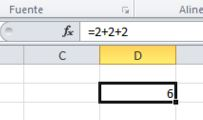 Fuente
Aline
fx =2+2+2
C D
6